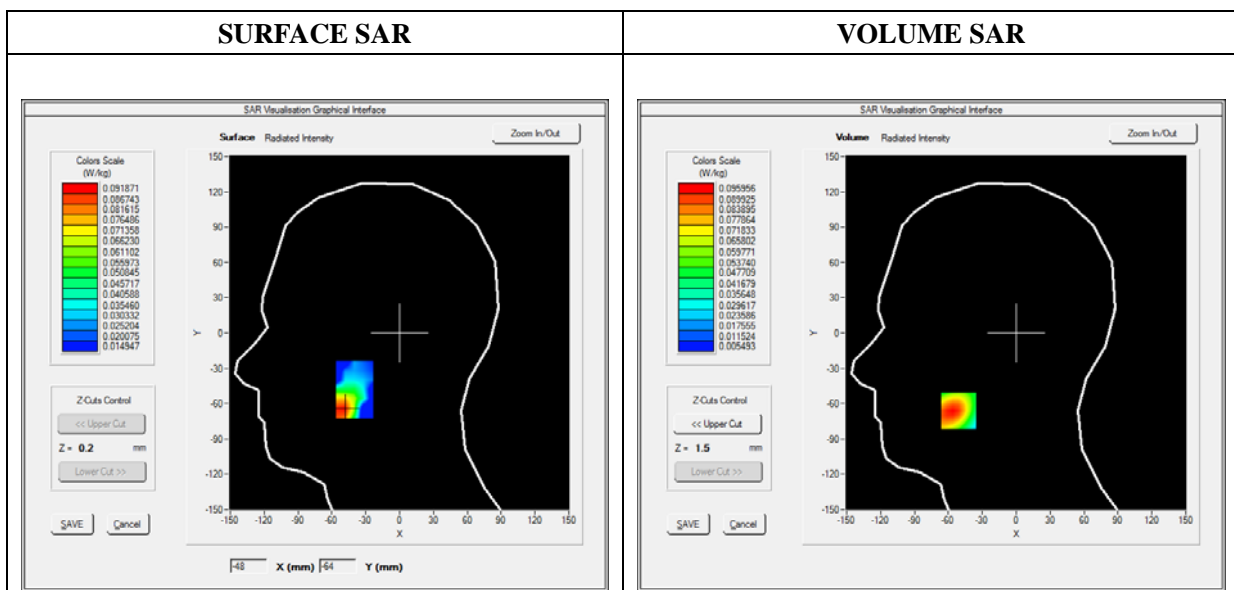 SURFACE SAR
VOLUME SAR
SAR Visualisation Graphical Interface
Surface Radiated Intensity
Zoom In/Out
Colors Scale
(W/kg)
0.091871
0.086743
0.081615
0.076486
0.071358
0.066230
0.061102
0.055973
0.050845
0.045717
0.040588
0.035460
0.030332
0.025204
0.020075
0.014947
Z-Cuts Control
<< Upper Cut
Z = 0.2 mm
Lower Cut >>
SAVE Cancel
150
120
90
60
30
Y 0
-30
-60
-90
-120
-150
-150 -120 -90 -60 -30 0 30 60 90 120 150
X
-48 X (mm) -64 Y (mm)
SAR Visualisation Graphical Interface
Volume Radiated Intensity
Zoom In/Out
Colors Scale
(W/kg)
0.095956
0.089925
0.083895
0.077864
0.071833
0.065802
0.059771
0.053740
0.047709
0.041679
0.035648
0.029617
0.023586
0.017555
0.011524
0.005493
Z-Cuts Control
<< Upper Cut
Z = 1.5 mm
Lower Cut >>
SAVE Cancel
150
120
90
60
30
Y 0
-30
-60
-90
-120
-150
-150 -120 -90 -60 -30 0 30 60 90 120 150
X